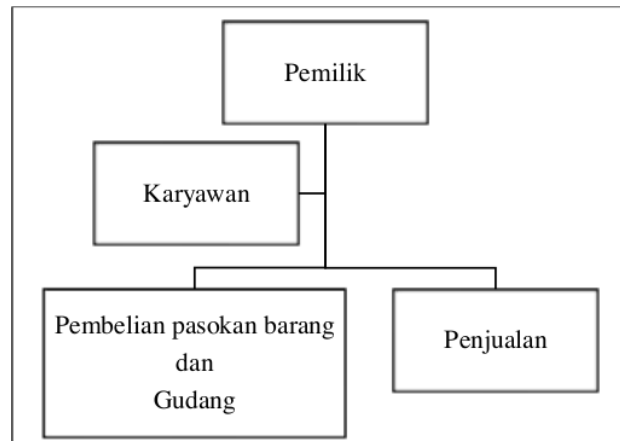 Pemilik
Karyawan
Pembelian pasokan barang
dan
Gudang
Penjualan